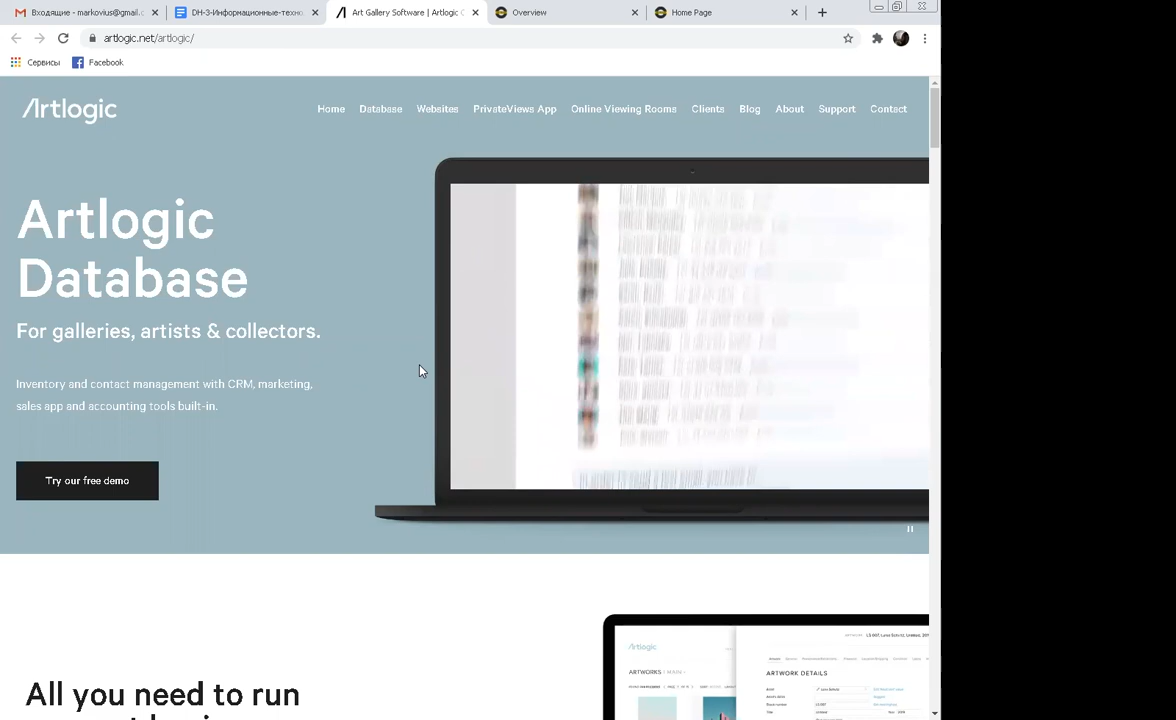 Входящие - markovius@gmail.c
DH-3-Информационные-техно
Art Gallery Software | Artlogic C
Overview
Home Page
artlogic.net/artlogic/
Сервисы
Facebook
Artlogic
Home Database Websites PrivateViews App Online Viewing Rooms Clients Blog About Support Contact
Artlogic
Database
For galleries, artists & collectors.
Inventory and contact management with CRM, marketing,
sales app and accounting tools built-in.
Try our free demo
All you need to run
Artlogic
ARTWORKS
MAIN
ARTWORK DETAILS